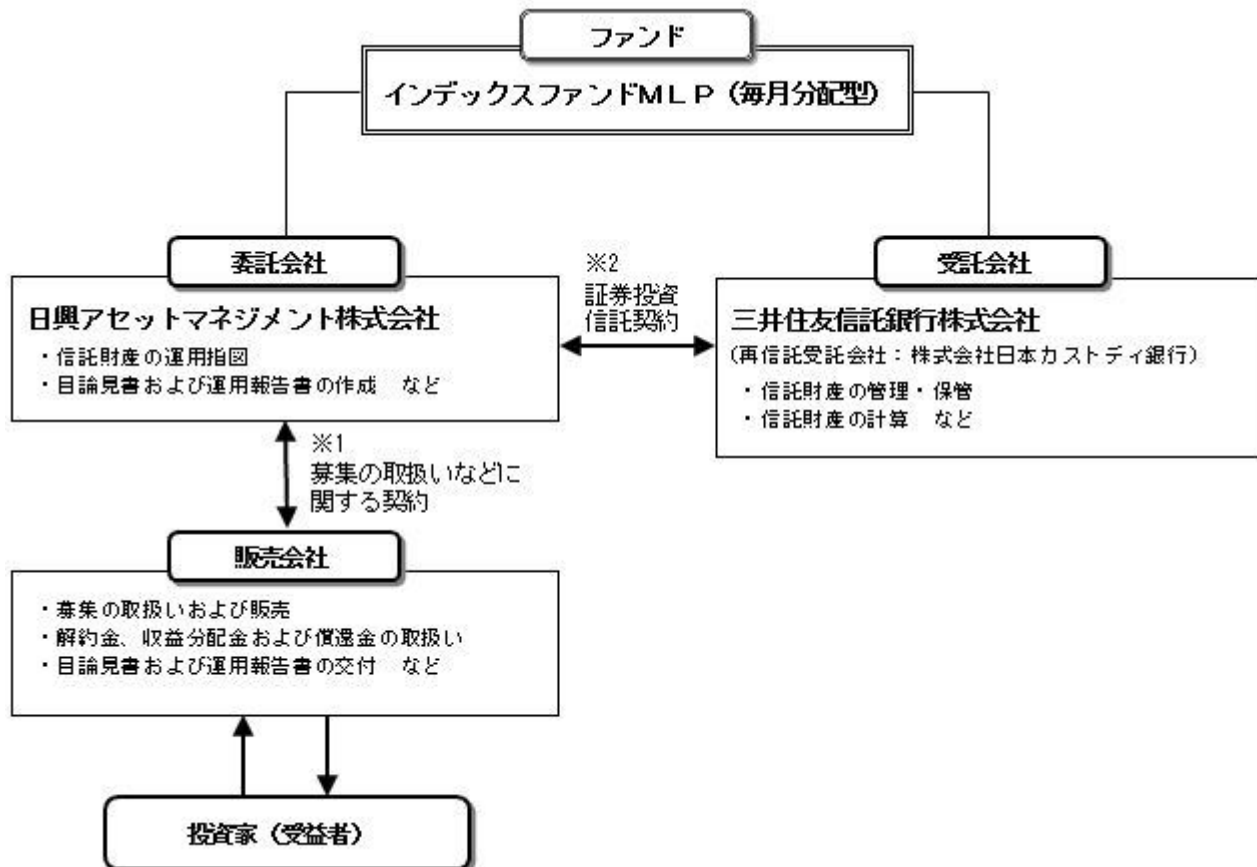 ファンド
インデックスファンドMLP（毎月分配型）
委託会社
日興アセットマネジメント株式会社
・信託財産の運用指図
・目論見書および運用報告書の作成　など
※2
証券投資
信託契約
受託会社
三井住友信託銀行株式会社
（再信託受託会社：株式会社日本カストディ銀行）
・信託財産の管理・保管
・信託財産の計算　など
※1
募集の取扱いなどに
関する契約
販売会社
・募集の取扱いおよび販売
・解約金、収益分配金および償還金の取扱い
・目論見書および運用報告書の交付　など
投資家（受益者）